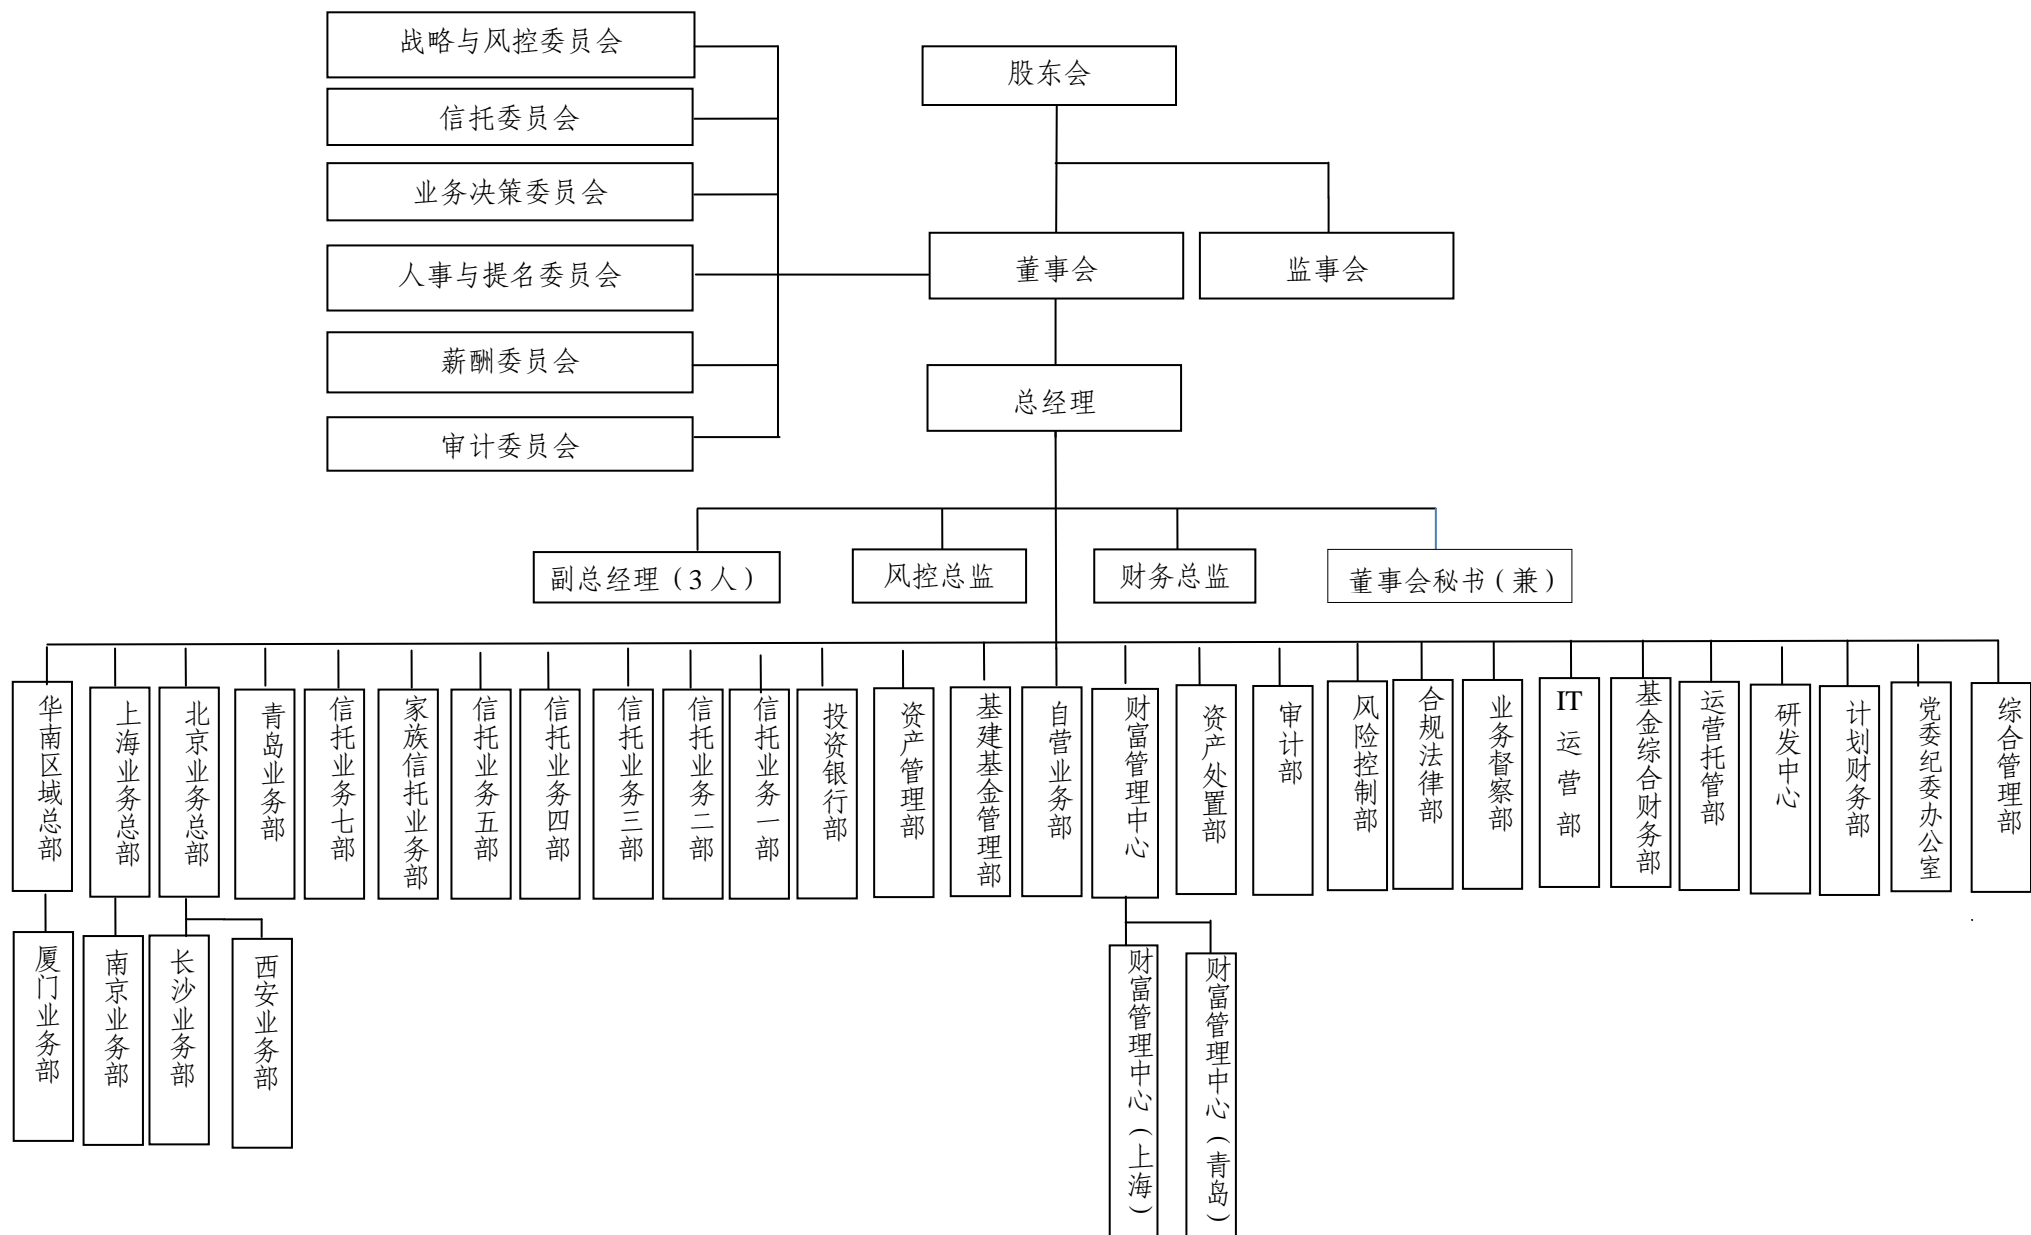 战略与风控委员会
信托委员会
业务决策委员会
人事与提名委员会
薪酬委员会
审计委员会
股东会
董事会
监事会
总经理
副总经理（3 人）
风控总监
财务总监
董事会秘书（兼）
华南区域总部
上海业务总部
北京业务总部
青岛业务部
信托业务七部
家族信托业务部
信托业务五部
信托业务四部
信托业务三部
信托业务二部
信托业务一部
投资银行部
资产管理部
基建基金管理部
自营业务部
财富管理中心
资产处置部
审计部
风险控制部
合规法律部
业务督察部
IT 运营部
基金综合财务部
运营托管部
研发中心
计划财务部
党委纪委办公室
综合管理部
厦门业务部
南京业务部
长沙业务部
西安业务部
财富管理中心（上海）
财富管理中心（青岛）